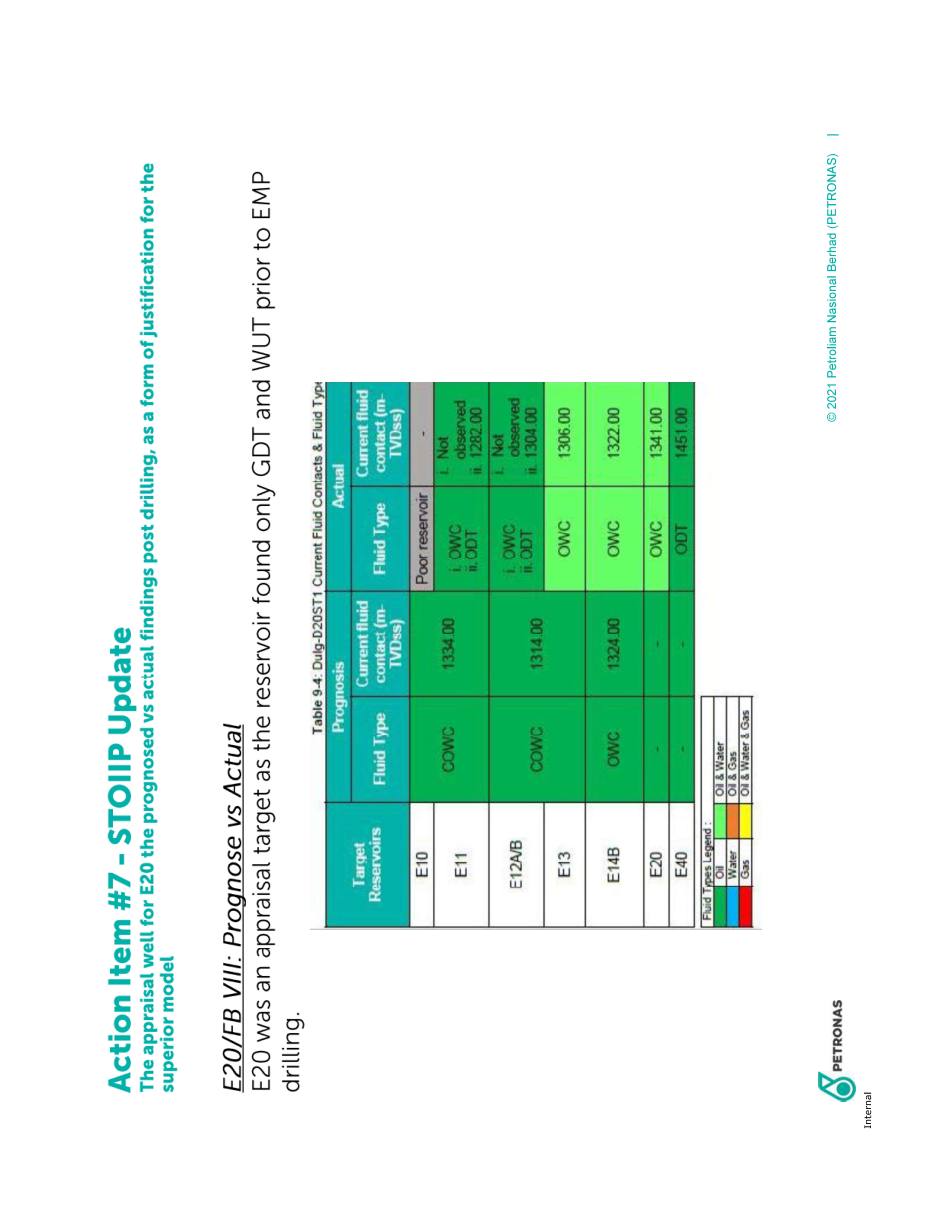 Action Item #7 – STOIIP Update
The appraisal well for E20 the prognosed vs actual findings post drilling, as a form of justification for the
superior model
E20/FB VIII: Prognose vs Actual
E20 was an appraisal target as the reservoir found only GDT and WUT prior to EMP
drilling.
Table 9-4: Dulg-D20ST1 Current Fluid Contacts & Fluid Type
Target Reservoirs Prognosis Actual
Fluid Type Current fluid contact (m-TVDss) Fluid Type Current fluid contact (m-TVDss)
E10 Poor reservoir -
E11 COWC 1334.00 i. OWC i. Not observed
ii. ODT ii. 1282.00
E12A/B COWC 1314.00 i. OWC i. Not observed
ii. ODT ii. 1304.00
E13 OWC 1306.00
E14B OWC 1324.00 OWC 1322.00
E20 - - OWC 1341.00
E40 - - ODT 1451.00
Fluid Types Legend :
Oil Oil & Water
Water Oil & Gas
Gas Oil & Water & Gas
PETRONAS
© 2021 Petroliam Nasional Berhad (PETRONAS) |
Internal